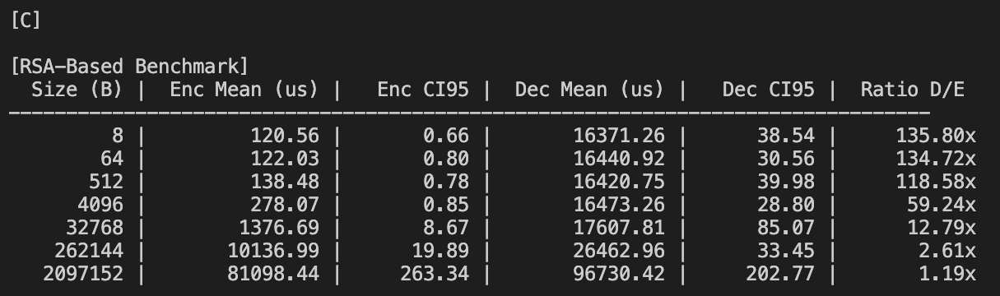 [C]
[RSA-Based Benchmark]
Size (B) | Enc Mean (us) | Enc CI95 | Dec Mean (us) | Dec CI95 | Ratio D/E
8 | 120.56 | 0.66 | 16371.26 | 38.54 | 135.80x
64 | 122.03 | 0.80 | 16440.92 | 30.56 | 134.72x
512 | 138.48 | 0.78 | 16420.75 | 39.98 | 118.58x
4096 | 278.07 | 0.85 | 16473.26 | 28.80 | 59.24x
32768 | 1376.69 | 8.67 | 17607.81 | 85.07 | 12.79x
262144 | 10136.99 | 19.89 | 26462.96 | 33.45 | 2.61x
2097152 | 81098.44 | 263.34 | 96730.42 | 202.77 | 1.19x